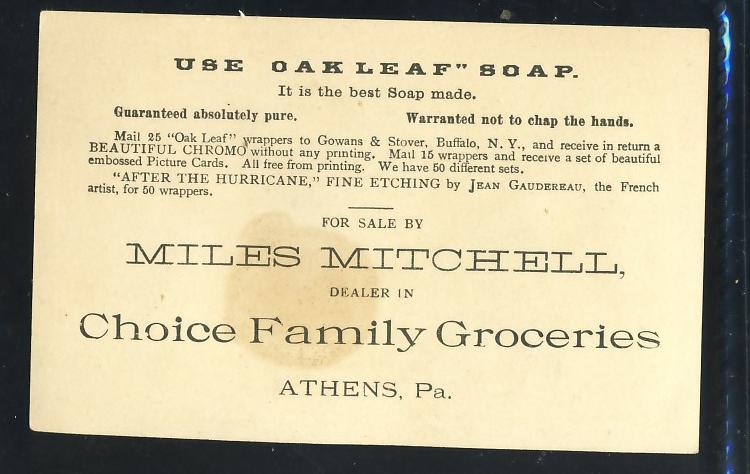 USE OAK LEAF" SOAP.
It is the best Soap made.
Guaranteed absolutely pure. Warranted not to chap the hands.
Mail 25 "Oak Leaf" wrappers to Gowans & Stover, Buffalo, N. Y., and receive in return a
BEAUTIFUL CHROMO without any printing. Mail 15 wrappers and receive a set of beautiful
embossed Picture Cards. All free from printing. We have 50 different sets.
"AFTER THE HURRICANE," FINE ETCHING by JEAN GAUDEREAU, the French
artist, for 50 wrappers.
FOR SALE BY
MILES MITCHELL,
DEALER IN
Choice Family Groceries
ATHENS, Pa.